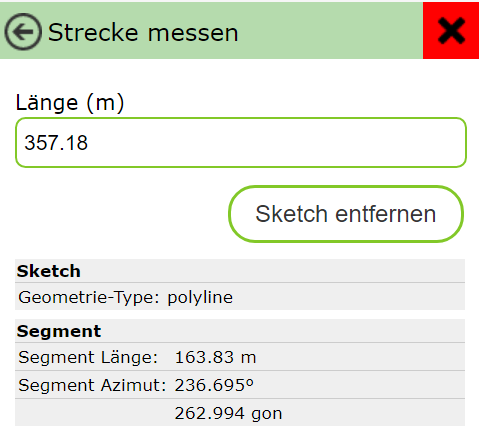 Strecke messen
Länge (m)
357.18
Sketch entfernen
Sketch
Geometrie-Type: polyline
Segment
Segment Länge: 163.83 m
Segment Azimut: 236.695º
262.994 gon